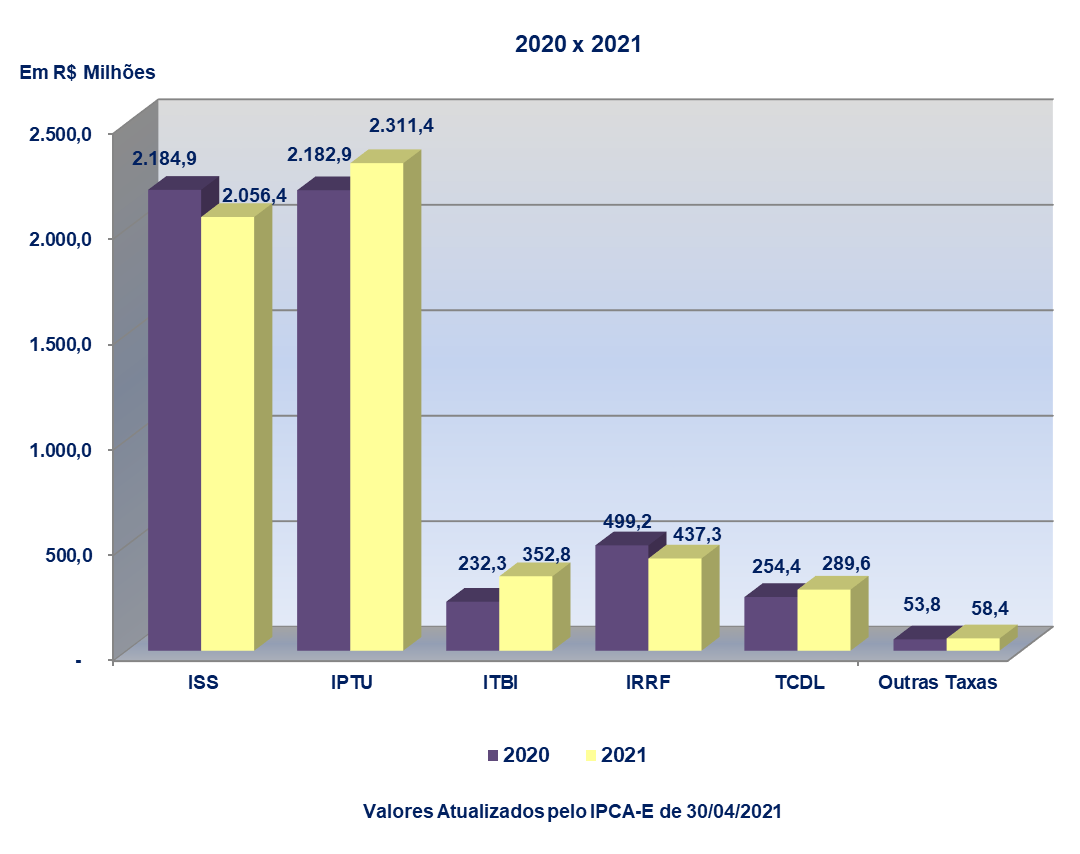 2020 x 2021
Em R$ Milhões
2.500,0
2.000,0
1.500,0
1.000,0
500,0
-
2.184,9
2.056,4
2.182,9
2.311,4
232,3
352,8
499,2
437,3
254,4
289,6
53,8
58,4
ISS
IPTU
ITBI
IRRF
TCDL
Outras Taxas
2020
2021
Valores Atualizados pelo IPCA-E de 30/04/2021